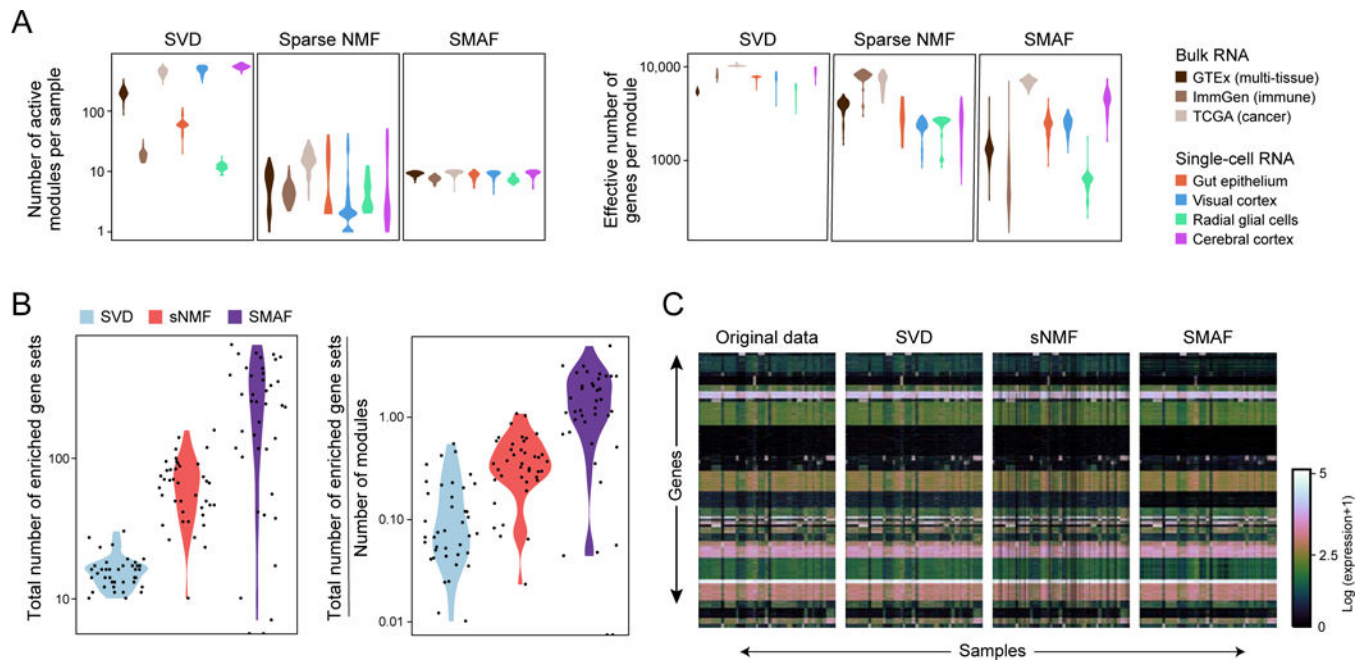 A
SVD
Sparse NMF
SMAF
Number of active
modules per sample
100
10
1
SVD
Sparse NMF
SMAF
Effective number of
genes per module
10,000
1000
Bulk RNA
GTEx (multi-tissue)
ImmGen (immune)
TCGA (cancer)
Single-cell RNA
Gut epithelium
Visual cortex
Radial glial cells
Cerebral cortex
B
SVD
sNMF
SMAF
Total number of enriched gene sets
100
10
Total number of enriched gene sets
Number of modules
1.00
0.10
0.01
C
Original data
SVD
sNMF
SMAF
Genes
Samples
5
2.5
0
Log (expression+1)